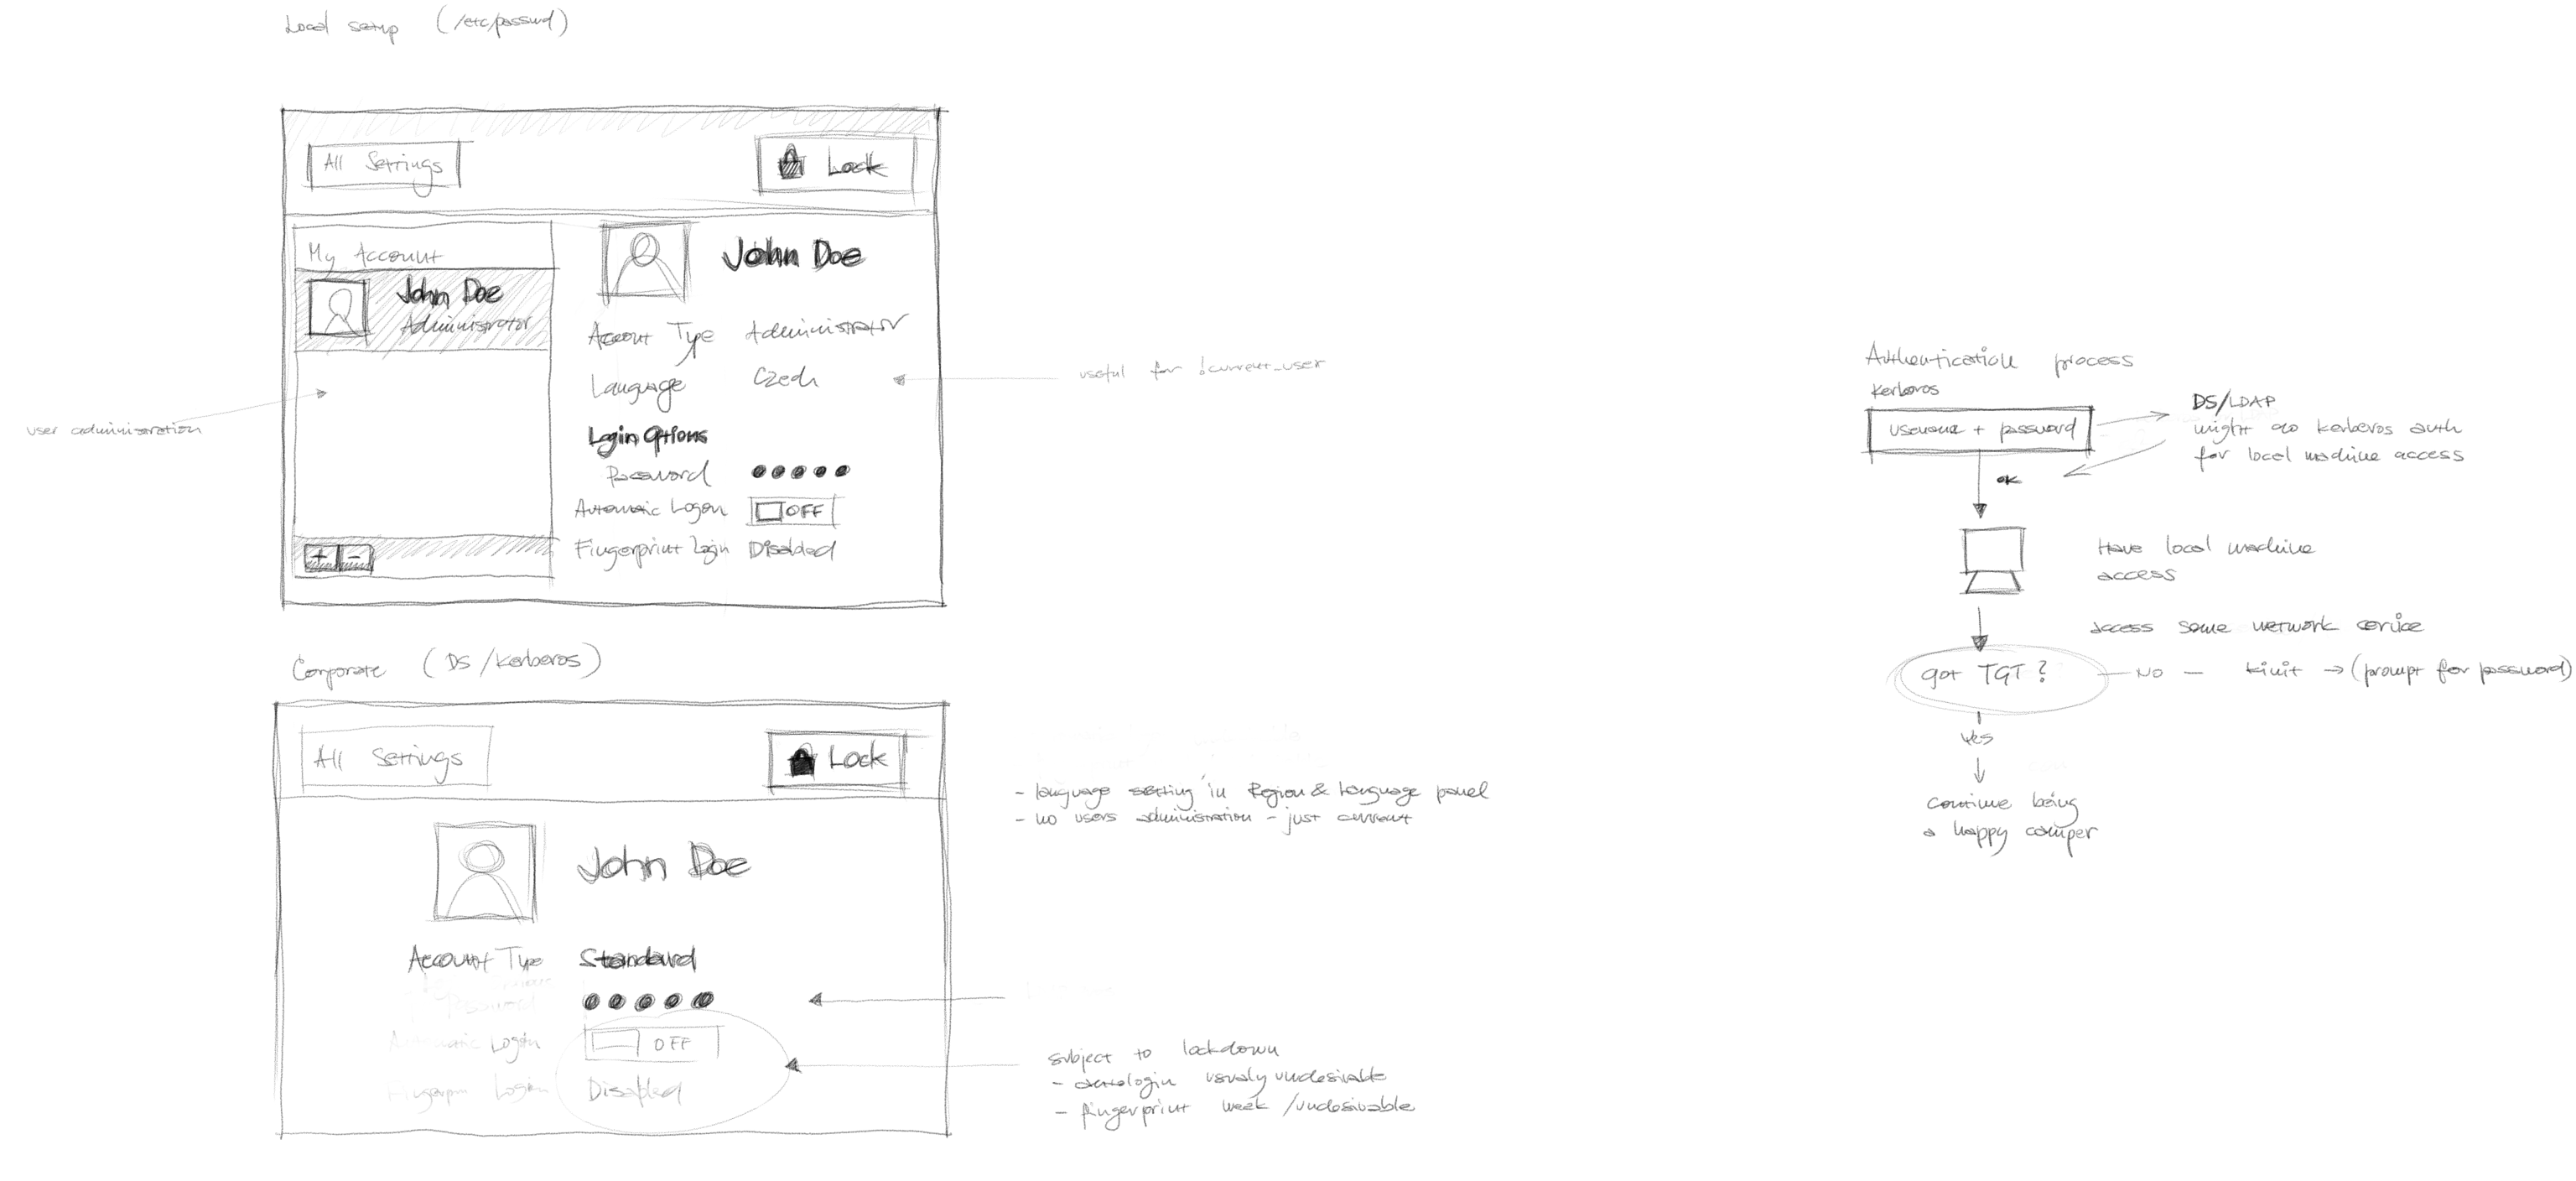 Local setup (/etc/passwd)
All Settings
Lock
My Account
John Doe
Administrator
John Doe
Account Type Administrator
Language Czech
Login Options
Password
Automatic Logon OFF
Fingerprint Login Disabled
+ -
user administration
useful for !current_user
Corporate (DS/Kerberos)
All Settings
Lock
John Doe
Account Type Standard
Password
Automatic Login OFF
Fingerprin Login Disabled
- language setting in Region & Language panel
- no users administration - just current
subject to lockdown
- autologin usualy undesirable
- fingerprint weak /undesirable
Authentication process
Kerberos
username + password
DS/LDAP
might do kerberos auth
for local machine access
OK
Have local machine
access
access some network service
got TGT?
NO - kinit → (prompt for password)
Yes
continue being
a happy camper